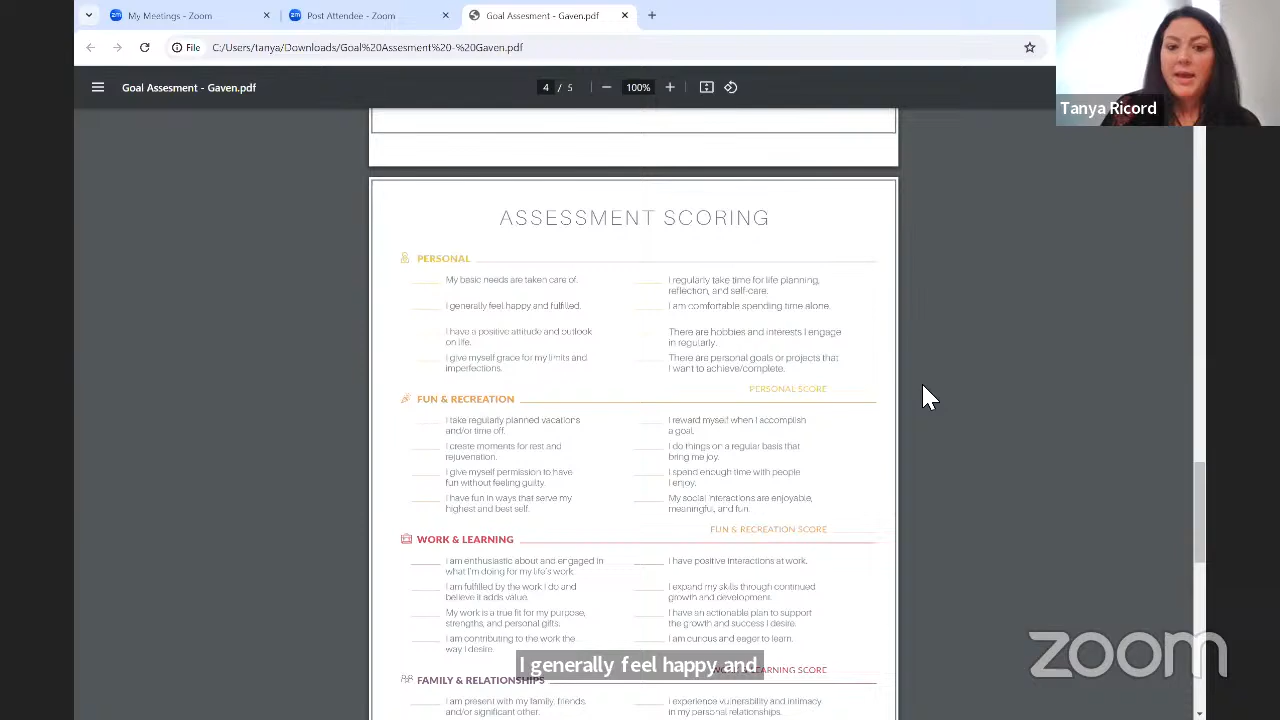 My Meetings - Zoom
Post Attendee - Zoom
Goal Assesment - Gaven.pdf
File
C:/Users/tanya/Downloads/Goal%20Assesment%20-%20Gaven.pdf
Goal Assesment - Gaven.pdf
4 / 5
100%
Tanya Ricord
ASSESSMENT SCORING
PERSONAL
My basic needs are taken care of.
I regularly take time for life planning,
reflection, and self-care.
I generally feel happy and fulfilled.
I am comfortable spending time alone.
I have a positive attitude and outlook
on life.
There are hobbies and interests I engage
in regularly.
I give myself grace for my limits and
imperfections.
There are personal goals or projects that
I want to achieve/complete.
PERSONAL SCORE
FUN & RECREATION
I take regularly planned vacations
and/or time off.
I reward myself when I accomplish
a goal.
I create moments for rest and
rejuvenation.
I do things on a regular basis that
bring me joy.
I give myself permission to have
fun without feeling guilty.
I spend enough time with people
I enjoy.
I have fun in ways that serve my
highest and best self.
My social interactions are enjoyable,
meaningful, and fun.
FUN & RECREATION SCORE
WORK & LEARNING
I am enthusiastic about and engaged in
what I'm doing for my life's work.
I have positive interactions at work.
I am fulfilled by the work I do and
believe it adds value.
I expand my skills through continued
growth and development.
My work is a true fit for my purpose,
strengths, and personal gifts.
I have an actionable plan to support
the growth and success I desire.
I am contributing to the work the
way I desire.
I am curious and eager to learn.
LEARNING SCORE
I generally feel happy and
FAMILY & RELATIONSHIPS
I am present with my family, friends,
and/or significant other.
I experience vulnerability and intimacy
in my personal relationships.
zoom